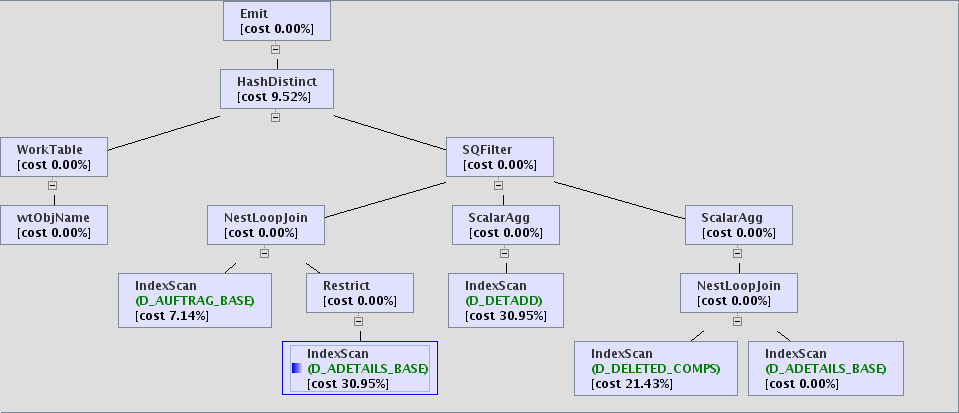 Emit
[cost 0.00%]
HashDistinct
[cost 9.52%]
WorkTable
[cost 0.00%]
SQFilter
[cost 0.00%]
wtObjName
[cost 0.00%]
NestLoopJoin
[cost 0.00%]
ScalarAgg
[cost 0.00%]
ScalarAgg
[cost 0.00%]
IndexScan
(D_AUFTRAG_BASE)
[cost 7.14%]
Restrict
[cost 0.00%]
IndexScan
(D_DETADD)
[cost 30.95%]
NestLoopJoin
[cost 0.00%]
IndexScan
(D_ADETAILS_BASE)
[cost 30.95%]
IndexScan
(D_DELETED_COMPS)
[cost 21.43%]
IndexScan
(D_ADETAILS_BASE)
[cost 0.00%]